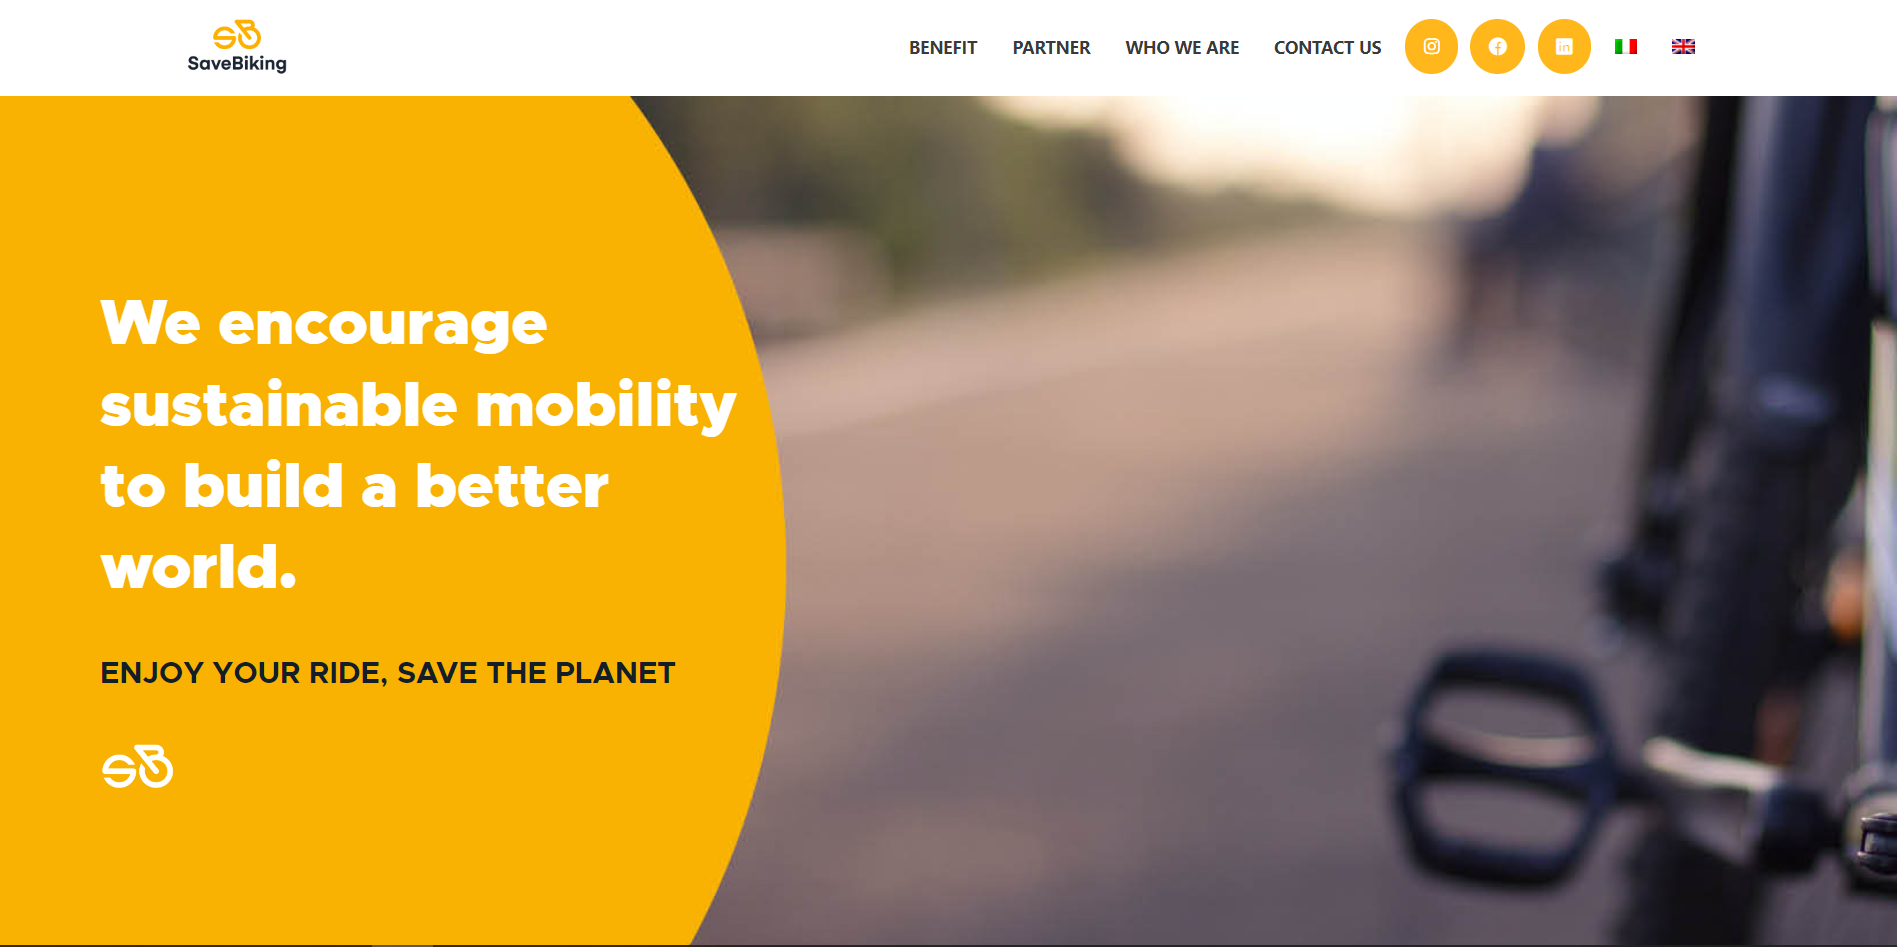 SaveBiking
BENEFIT
PARTNER
WHO WE ARE
CONTACT US
We encourage
sustainable mobility
to build a better
world.
ENJOY YOUR RIDE, SAVE THE PLANET